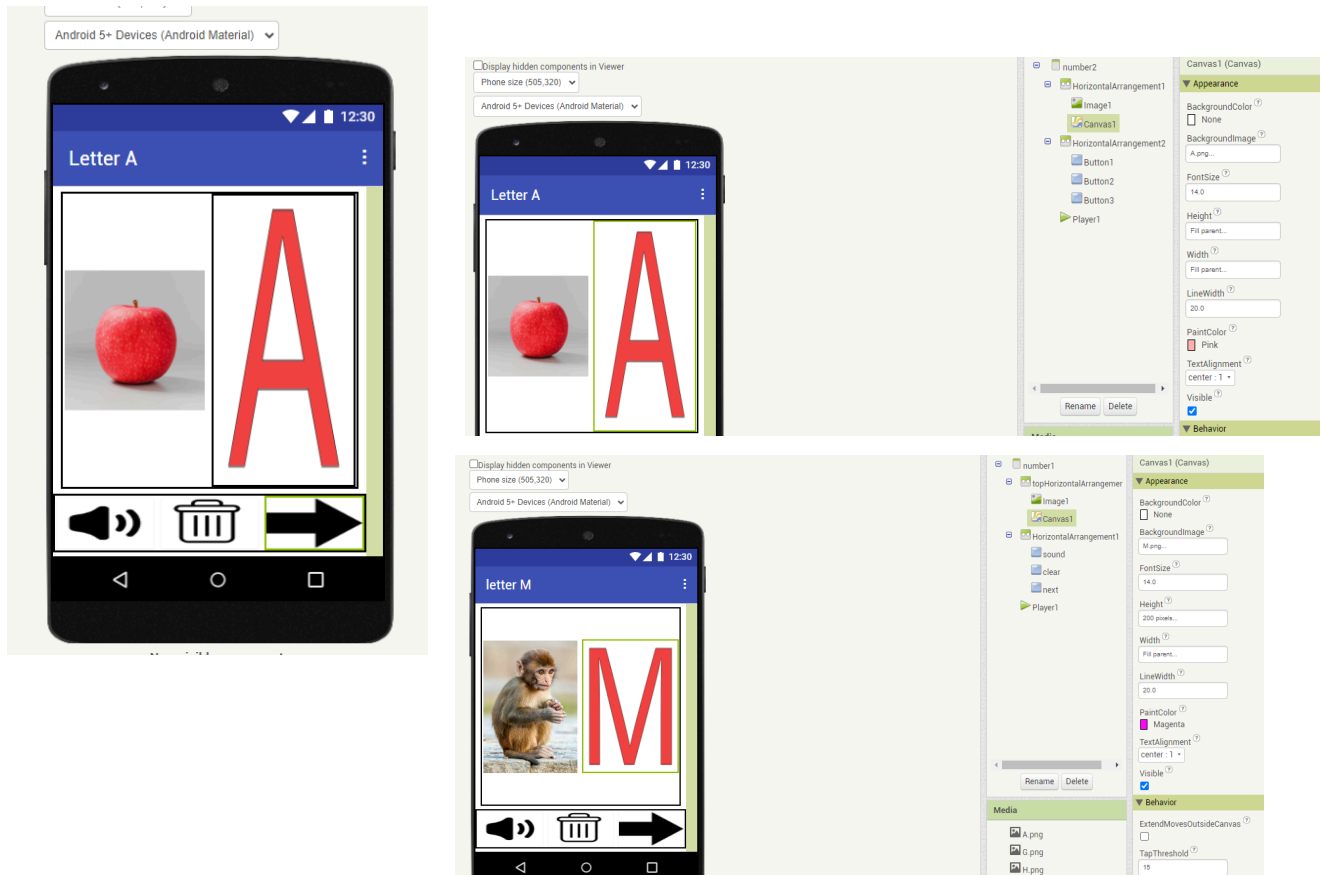 Android 5+ Devices (Android Material)
12:30
Letter A
A
Display hidden components in Viewer
Phone size (505,320)
Android 5+ Devices (Android Material)
12:30
Letter A
A
number2
HorizontalArrangement1
Image1
Canvas1
HorizontalArrangement2
Button1
Button2
Button3
Player1
Rename Delete
Media
Canvas1 (Canvas)
Appearance
BackgroundColor ?
None
BackgroundImage ?
A.png...
FontSize ?
14.0
Height ?
Fill parent...
Width ?
Fill parent...
LineWidth ?
20.0
PaintColor ?
Pink
TextAlignment ?
center : 1
Visible ?
Behavior
Display hidden components in Viewer
Phone size (505,320)
Android 5+ Devices (Android Material)
12:30
letter M
M
number1
topHorizontalArrangemer
Image1
Canvas1
HorizontalArrangement1
sound
clear
next
Player1
Rename Delete
Media
A.png
G.png
H.png
Canvas1 (Canvas)
Appearance
BackgroundColor ?
None
BackgroundImage ?
M.png...
FontSize ?
14.0
Height ?
200 pixels...
Width ?
Fill parent...
LineWidth ?
20.0
PaintColor ?
Magenta
TextAlignment ?
center : 1
Visible ?
Behavior
ExtendMovesOutsideCanvas ?
TapThreshold ?
15